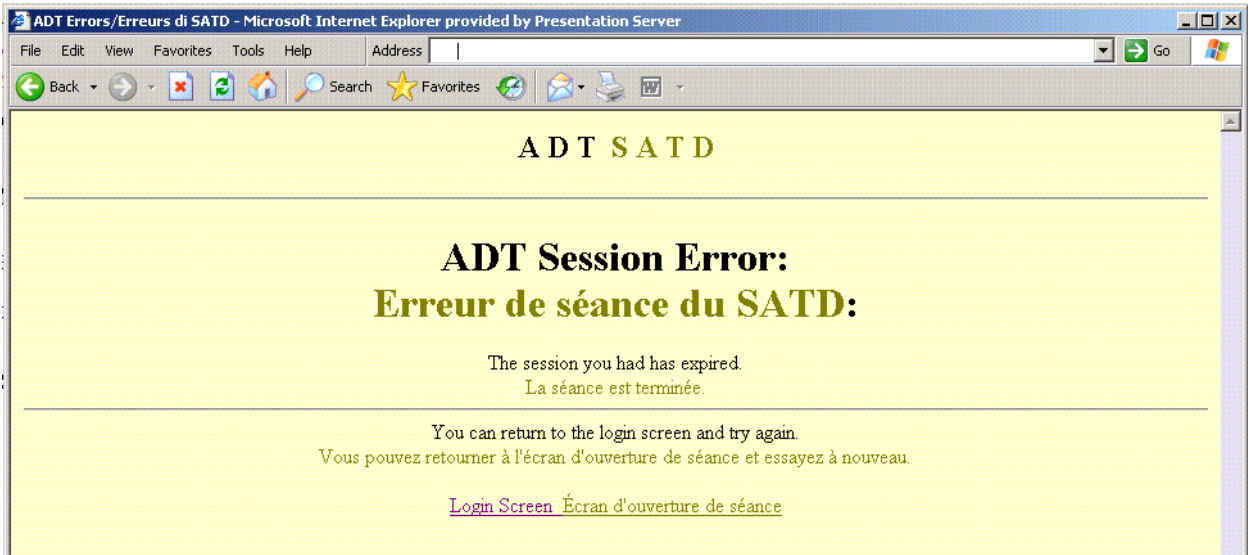 ADT Errors/Erreurs di SATD - Microsoft Internet Explorer provided by Presentation Server
File Edit View Favorites Tools Help Address Go
Back Search Favorites
A D T S A T D
ADT Session Error:
Erreur de séance du SATD:
The session you had has expired.
La séance est terminée.
You can return to the login screen and try again.
Vous pouvez retourner à l'écran d'ouverture de séance et essayez à nouveau.
Login Screen Écran d'ouverture de séance